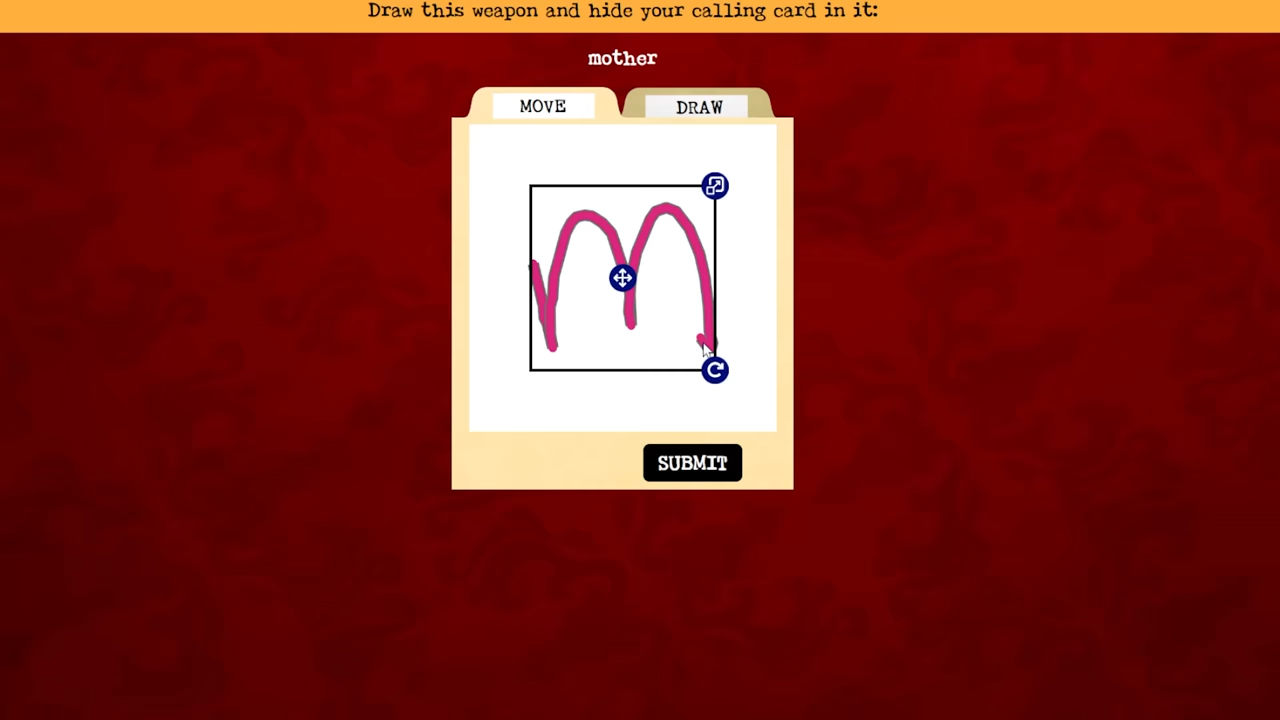 Draw this weapon and hide your calling card in it:
mother
MOVE DRAW
SUBMIT